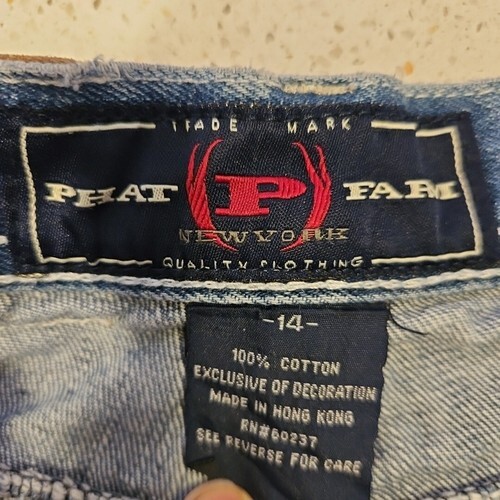 TRADE MARK
PHAT P FARM
NEW YORK
QUALITY CLOTHING
-14-
100% COTTON
EXCLUSIVE OF DECORATION
MADE IN HONG KONG
RN#60237
SEE REVERSE FOR CARE